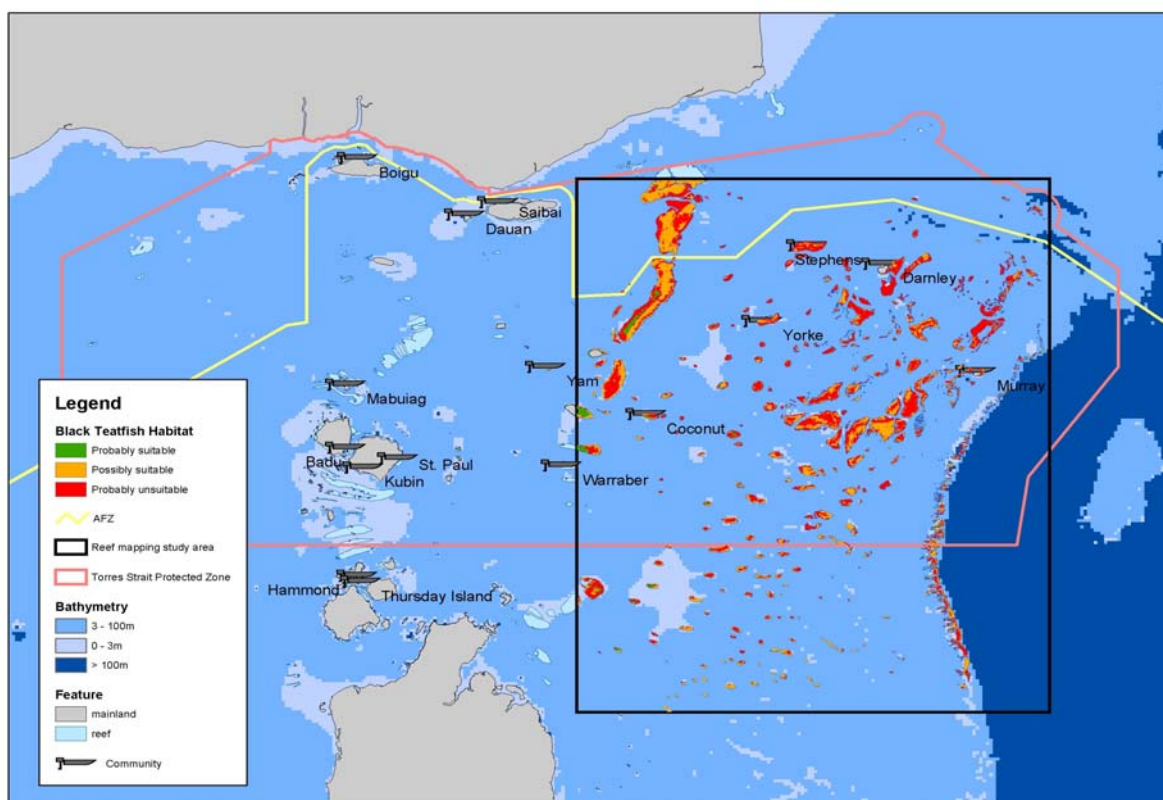 Boigu
Saibai
Dauan
Stephens
Darnley
Yorke
Yam
Murray
Mabuiag
Coconut
Badu
St. Paul
Kubin
Warraber
Hammond
Thursday Island
Legend
Black Teatfish Habitat
Probably suitable
Possibly suitable
Probably unsuitable
AFZ
Reef mapping study area
Torres Strait Protected Zone
Bathymetry
3 - 100m
0 - 3m
> 100m
Feature
mainland
reef
Community